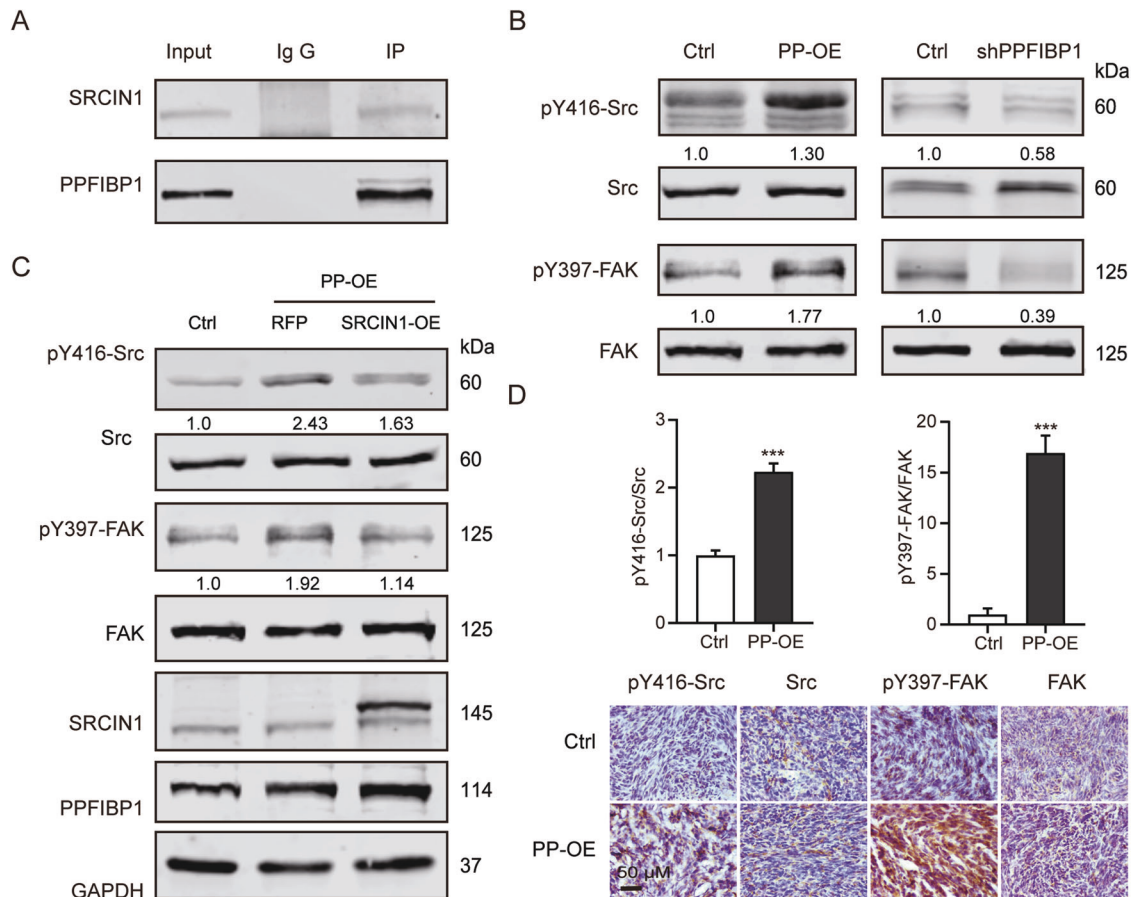 A
Input Ig G IP
SRCIN1
PPFIBP1
B
Ctrl PP-OE Ctrl shPPFIBP1
kDa
pY416-Src 60
1.0 1.30 1.0 0.58
Src 60
pY397-FAK 125
1.0 1.77 1.0 0.39
FAK 125
C
PP-OE
Ctrl RFP SRCIN1-OE
kDa
pY416-Src 60
1.0 2.43 1.63
Src 60
pY397-FAK 125
1.0 1.92 1.14
FAK 125
SRCIN1 145
PPFIBP1 114
GAPDH 37
D
pY416-Src/Src
3
2
1
0
***
Ctrl PP-OE
pY397-FAK/FAK
20
15
10
5
0
***
Ctrl PP-OE
pY416-Src Src pY397-FAK FAK
Ctrl
PP-OE
50 µM